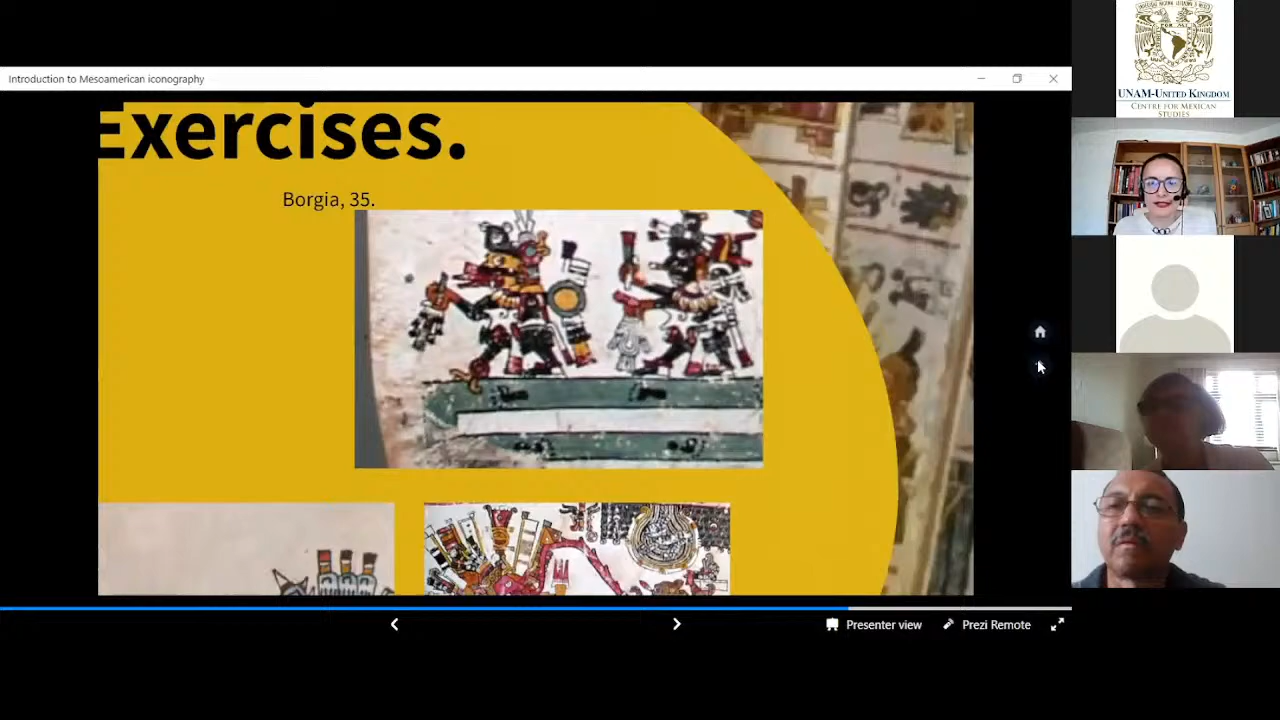 Introduction to Mesoamerican iconography
Exercises.
Borgia, 35.
Presenter view
Prezi Remote
UNAM-UNITED KINGDOM
CENTRE FOR MEXICAN
STUDIES